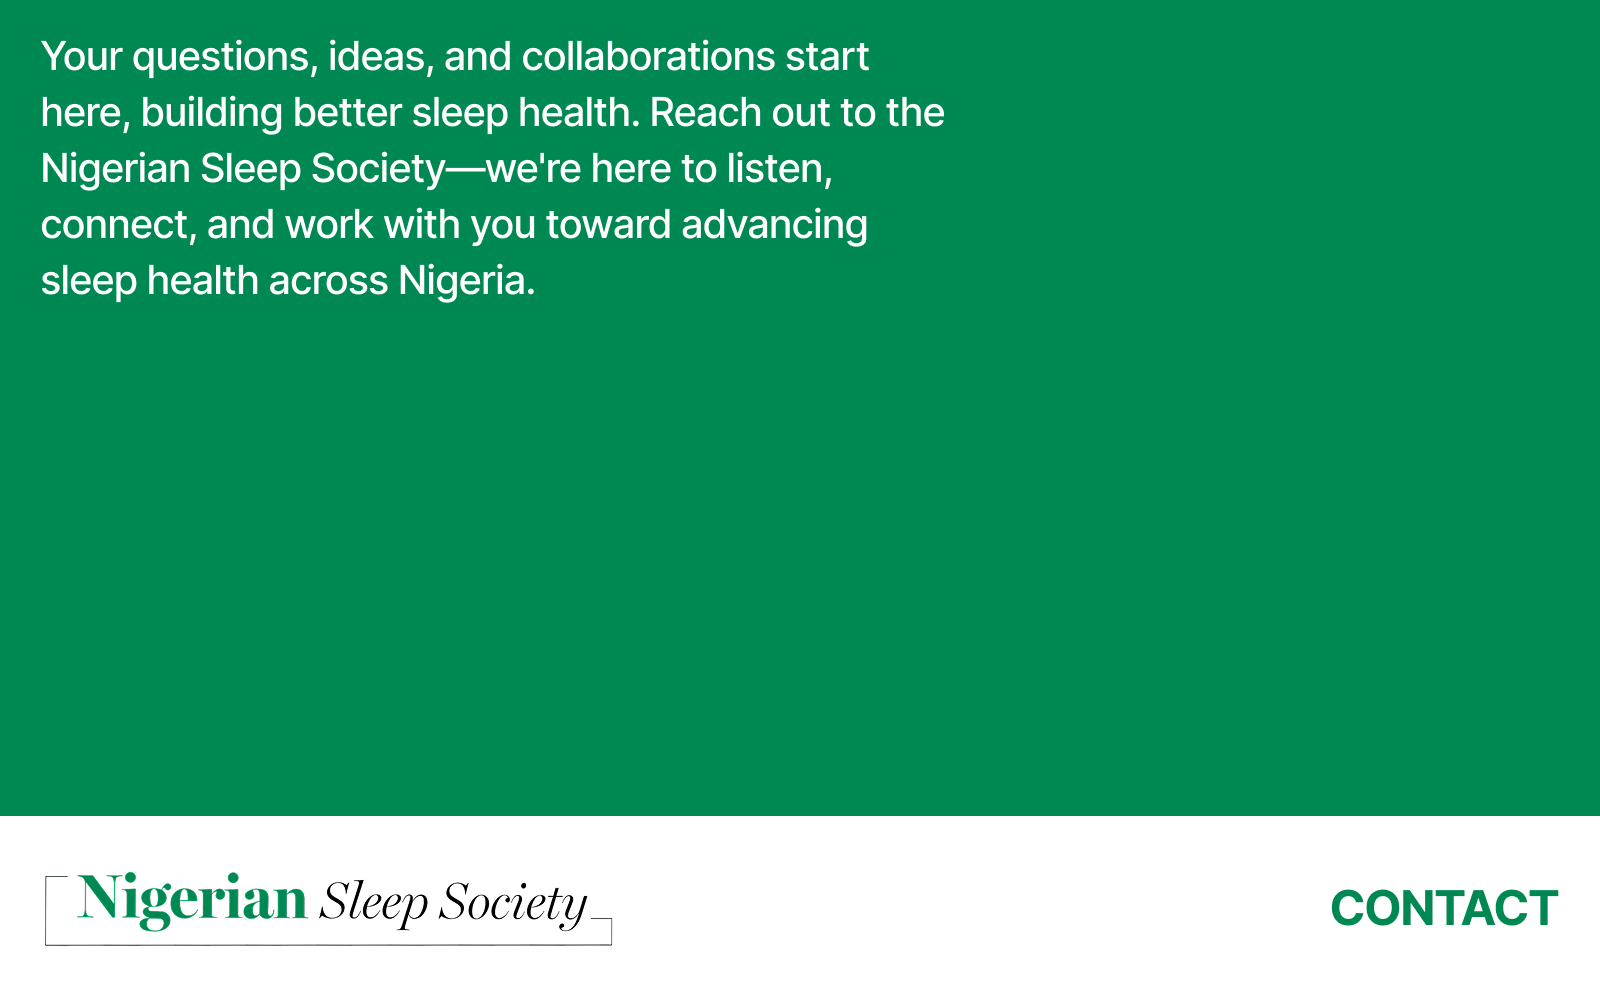 Your questions, ideas, and collaborations start
here, building better sleep health. Reach out to the
Nigerian Sleep Society—we're here to listen,
connect, and work with you toward advancing
sleep health across Nigeria.
Nigerian Sleep Society
CONTACT